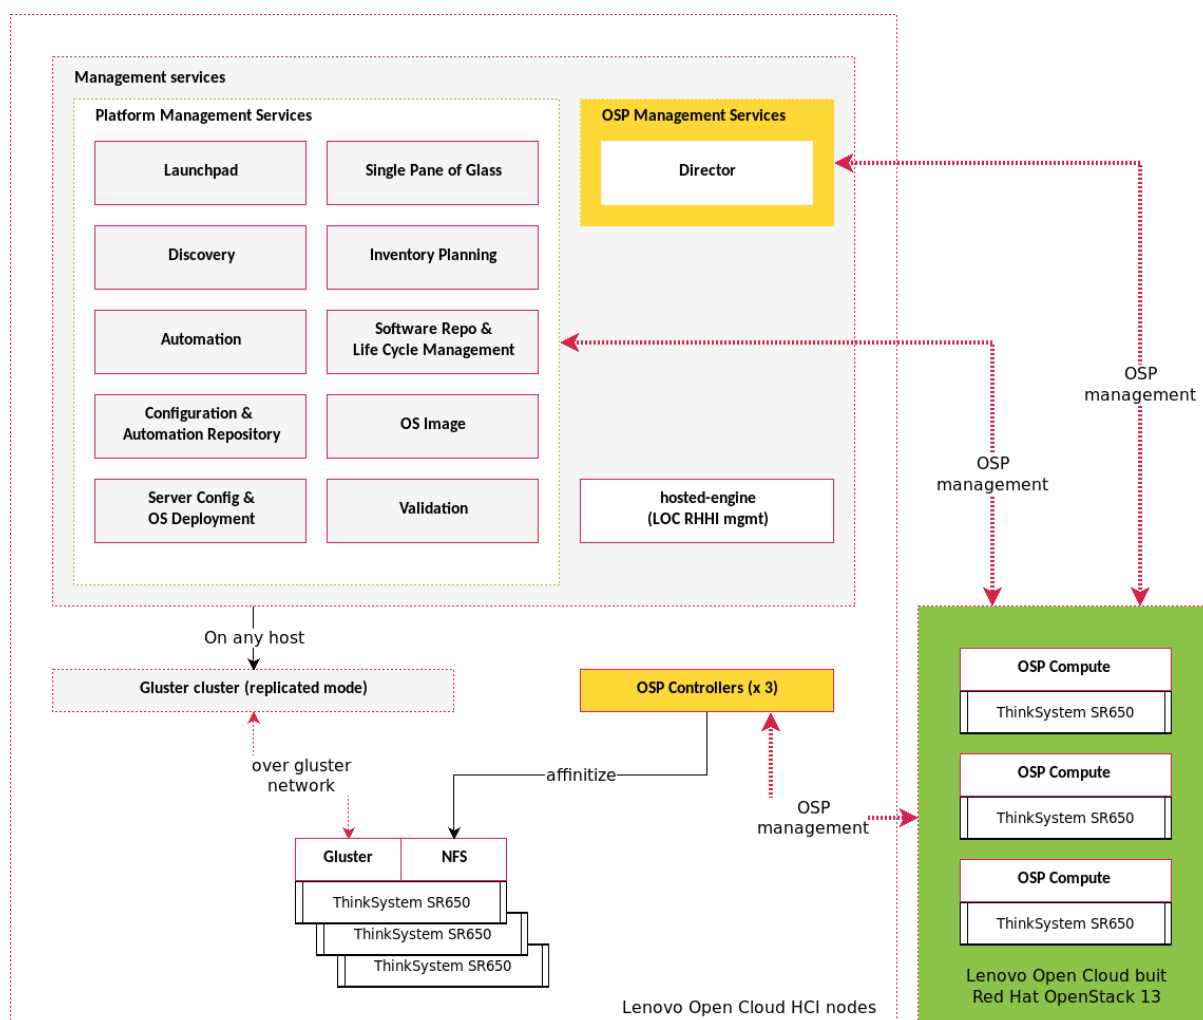 Management services
Platform Management Services
OSP Management Services
Launchpad
Single Pane of Glass
Director
Discovery
Inventory Planning
Automation
Software Repo &
Life Cycle Management
Configuration &
Automation Repository
OS Image
Server Config &
OS Deployment
Validation
hosted-engine
(LOC RHHI mgmt)
OSP
management
OSP
management
On any host
Gluster cluster (replicated mode)
OSP Controllers (x 3)
over gluster
network
affinitize
OSP
management
Gluster
NFS
ThinkSystem SR650
ThinkSystem SR650
ThinkSystem SR650
Lenovo Open Cloud HCI nodes
OSP Compute
ThinkSystem SR650
OSP Compute
ThinkSystem SR650
OSP Compute
ThinkSystem SR650
Lenovo Open Cloud buit
Red Hat OpenStack 13